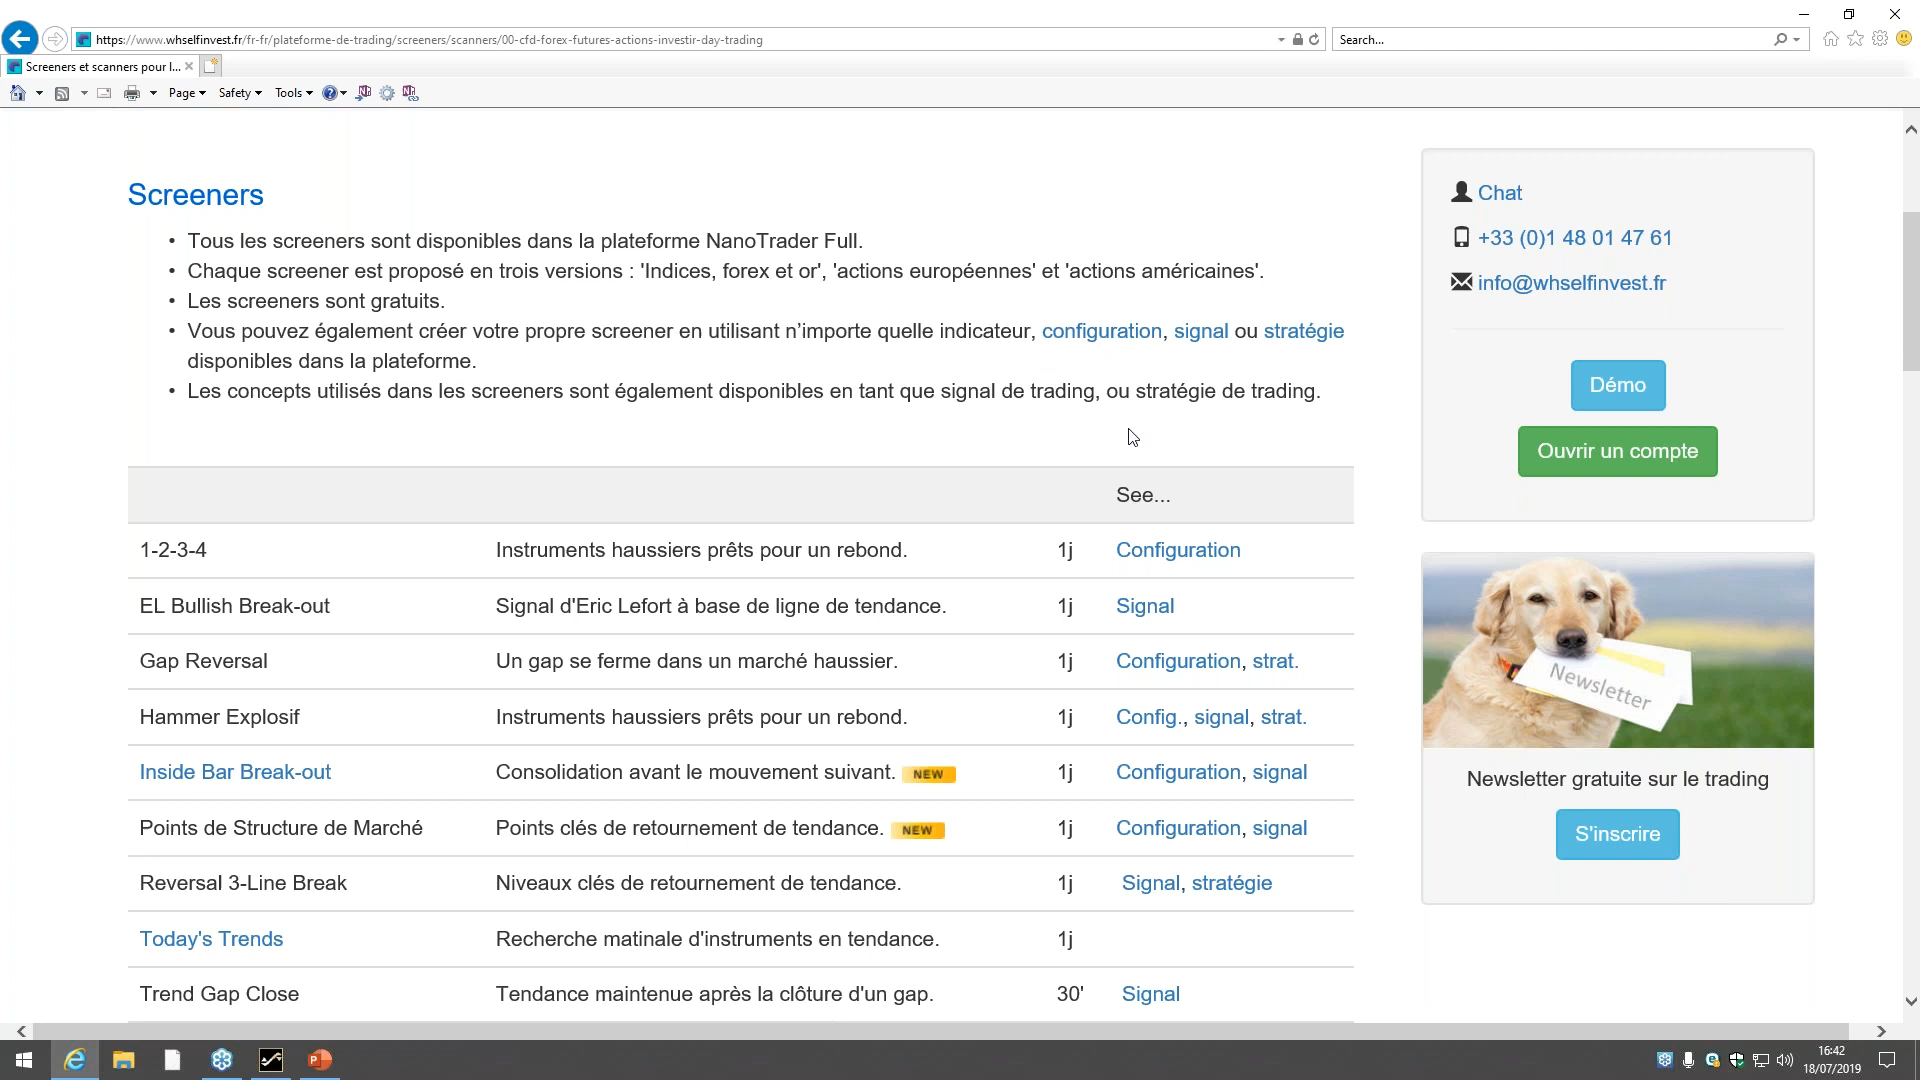 https://www.whselfinvest.fr/fr-fr/plateforme-de-trading/screeners/scanners/00-cfd-forex-futures-actions-investir-day-trading
Search...
Screeners et scanners pour l...
Page
Safety
Tools
Screeners
• Tous les screeners sont disponibles dans la plateforme NanoTrader Full.
• Chaque screener est proposé en trois versions : 'Indices, forex et or', 'actions européennes' et 'actions américaines'.
• Les screeners sont gratuits.
• Vous pouvez également créer votre propre screener en utilisant n’importe quelle indicateur, configuration, signal ou stratégie
disponibles dans la plateforme.
• Les concepts utilisés dans les screeners sont également disponibles en tant que signal de trading, ou stratégie de trading.
See...
1-2-3-4 Instruments haussiers prêts pour un rebond. 1j Configuration
EL Bullish Break-out Signal d'Eric Lefort à base de ligne de tendance. 1j Signal
Gap Reversal Un gap se ferme dans un marché haussier. 1j Configuration, strat.
Hammer Explosif Instruments haussiers prêts pour un rebond. 1j Config., signal, strat.
Inside Bar Break-out Consolidation avant le mouvement suivant. NEW 1j Configuration, signal
Points de Structure de Marché Points clés de retournement de tendance. NEW 1j Configuration, signal
Reversal 3-Line Break Niveaux clés de retournement de tendance. 1j Signal, stratégie
Today's Trends Recherche matinale d'instruments en tendance. 1j
Trend Gap Close Tendance maintenue après la clôture d'un gap. 30' Signal
Chat
+33 (0)1 48 01 47 61
info@whselfinvest.fr
Démo
Ouvrir un compte
Newsletter
Newsletter gratuite sur le trading
S'inscrire
16:42
18/07/2019